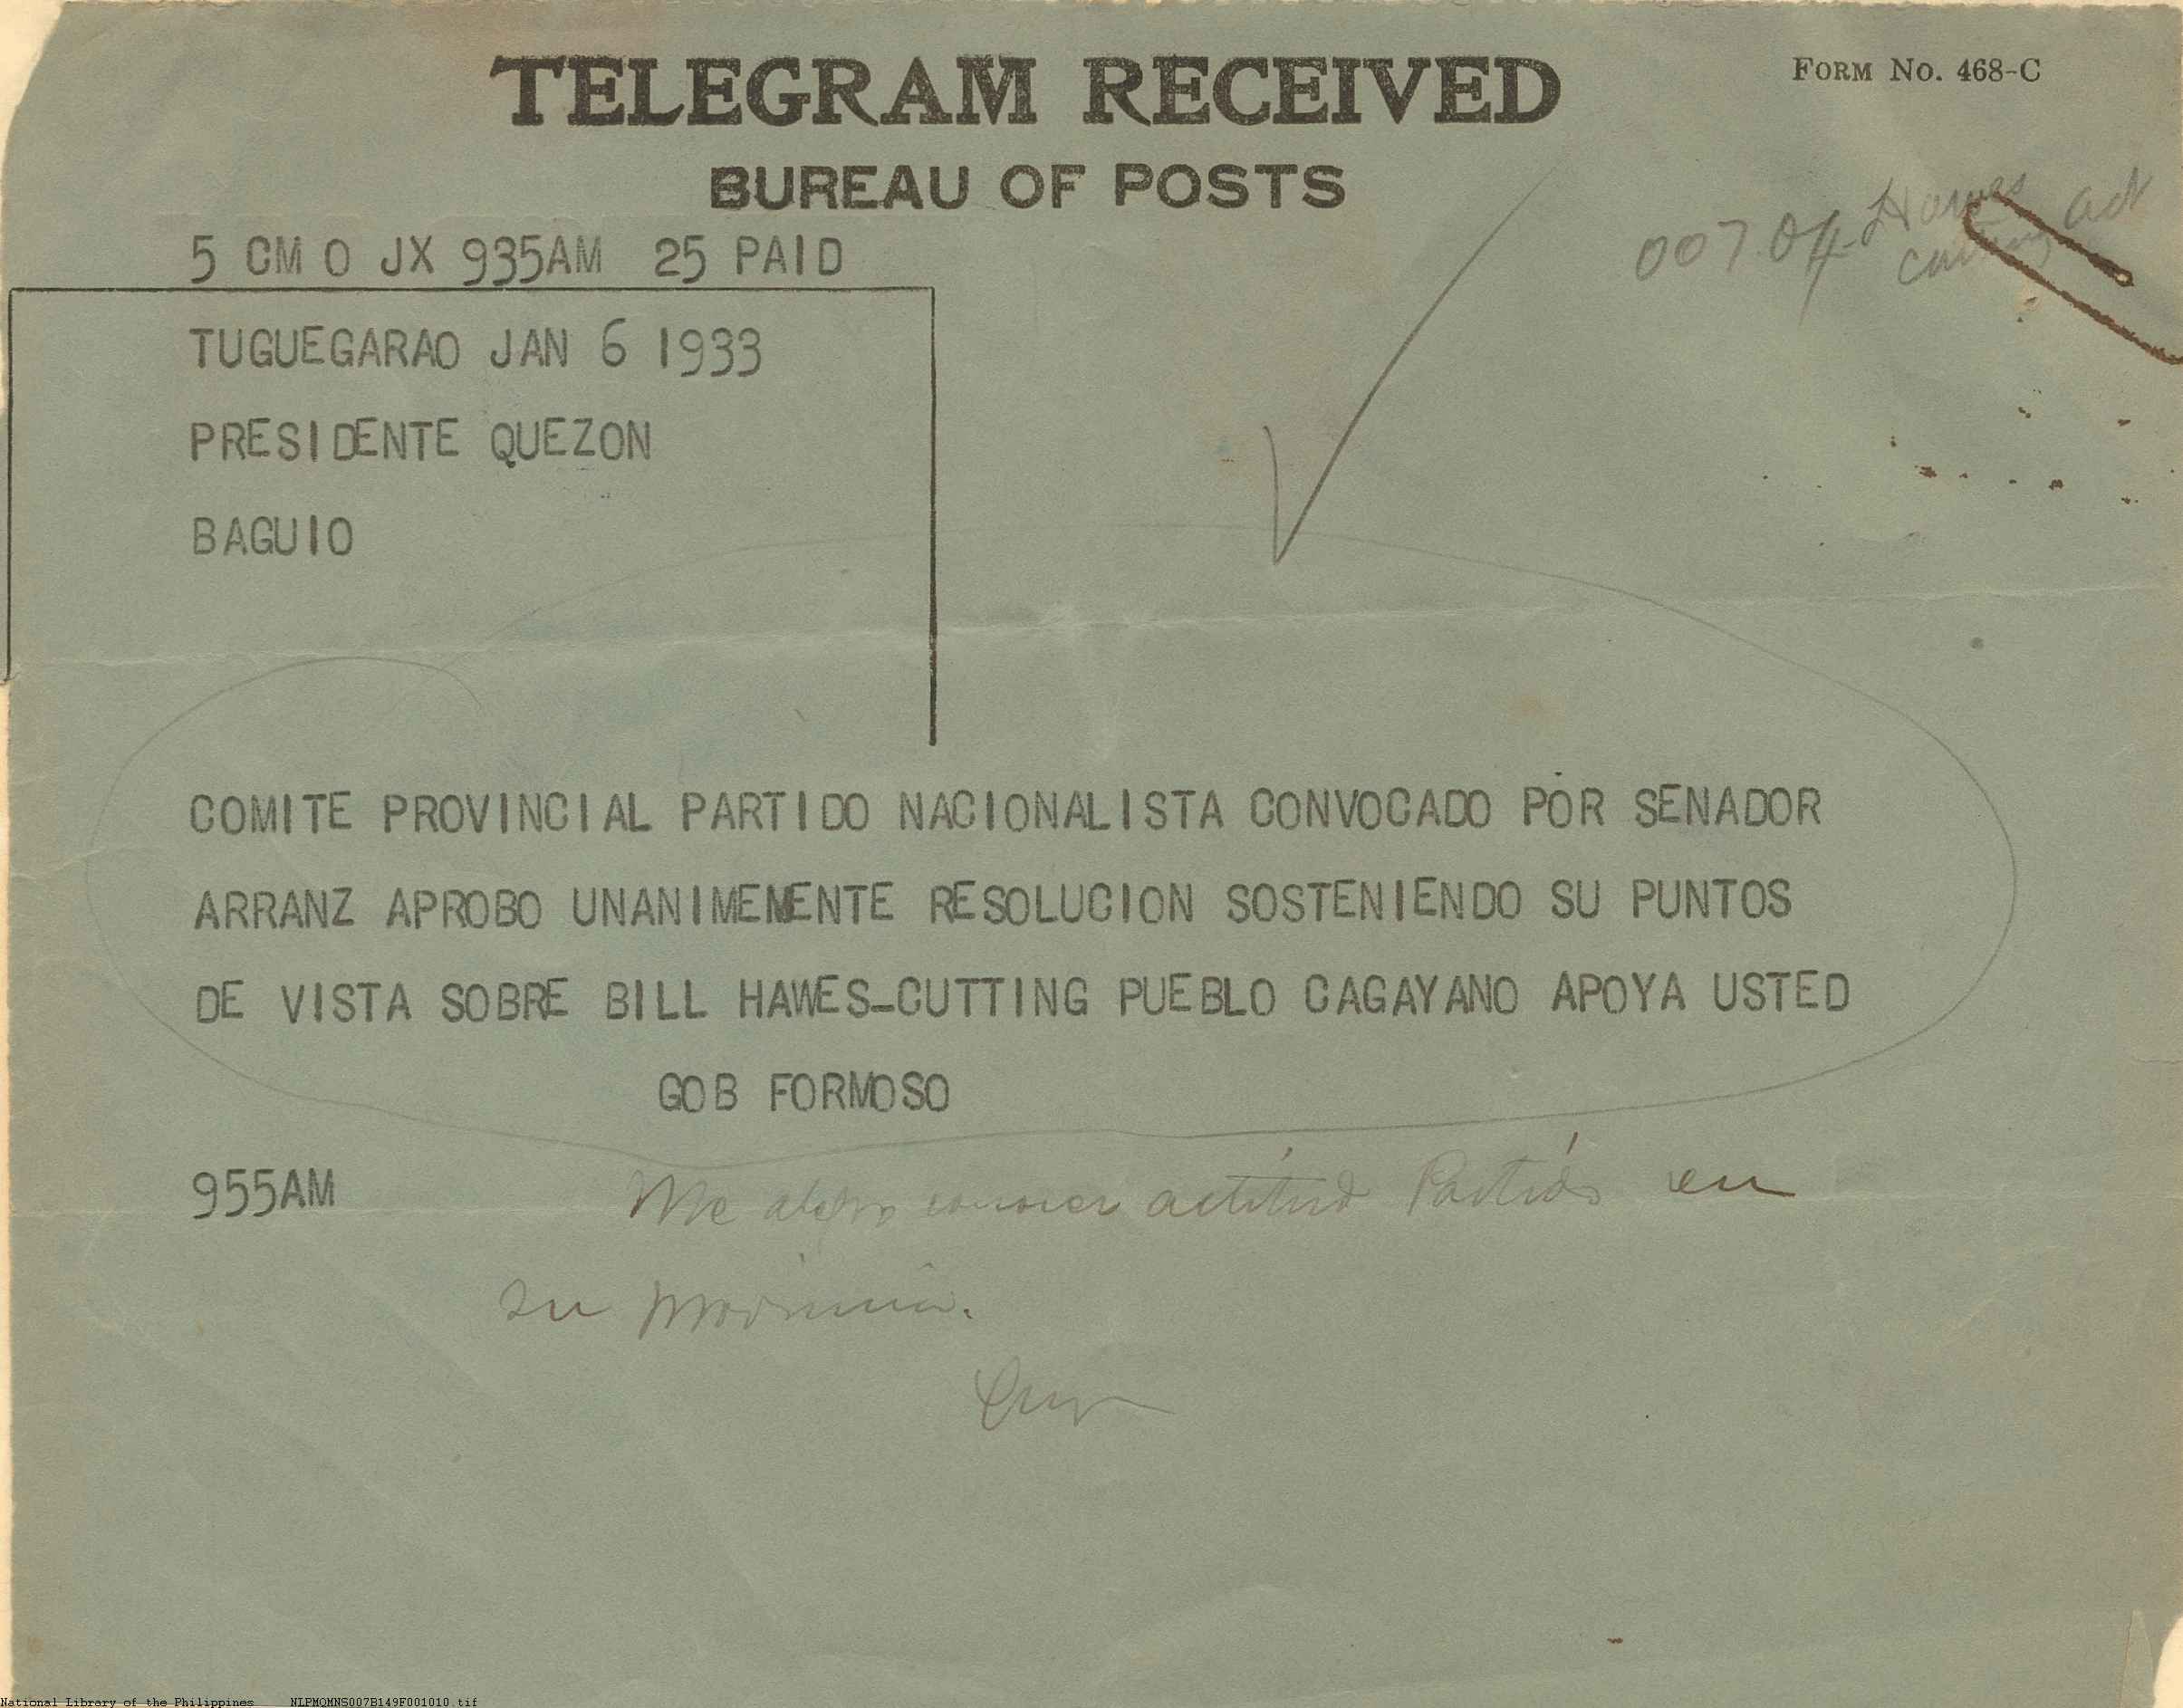 TELEGRAM RECEIVED
FORM NO. 468-C
BUREAU OF POSTS
007 Hawes Cutting act
5 CM O JX 935AM 25 PAID
TUGUEGARAO JAN 6 1933
PRESIDENTE QUEZON
BAGUIO
COMITE PROVINCIAL PARTIDO NACIONALISTA CONVOCADO POR SENADOR
ARRANZ APROBO UNANIMEMENTE RESOLUCION SOSTENIENDO SU PUNTOS
DE VISTA SOBRE BILL HAWES-CUTTING PUEBLO CAGAYANO APOYA USTED
GOB FORMOSO
955AM
Me alegro conocer actitud Partido en
su provincia.
National Library of the Philippines NLPMQMNS007B149F001010.tif